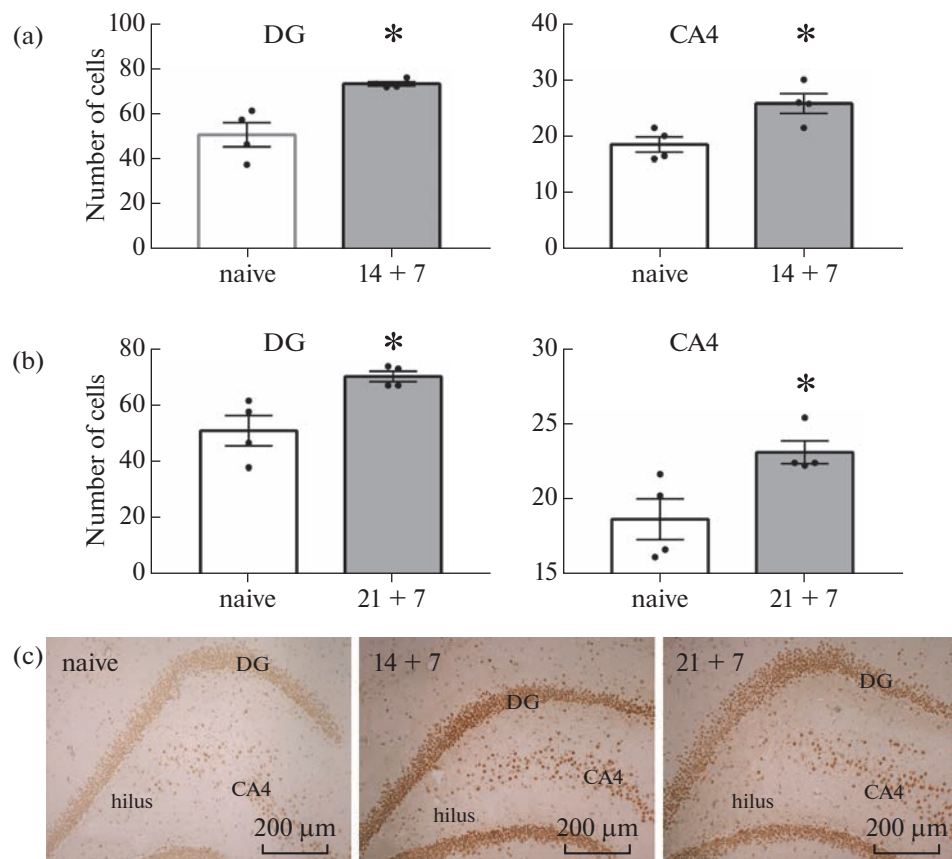 (a)
DG
*
Number of cells
100
80
60
40
20
0
naive
14 + 7
CA4
*
40
30
20
10
0
naive
14 + 7
(b)
DG
*
Number of cells
80
60
40
20
0
naive
21 + 7
CA4
*
30
25
20
15
naive
21 + 7
(c)
naive
DG
CA4
hilus
200 μm
14 + 7
DG
CA4
hilus
200 μm
21 + 7
DG
CA4
hilus
200 μm